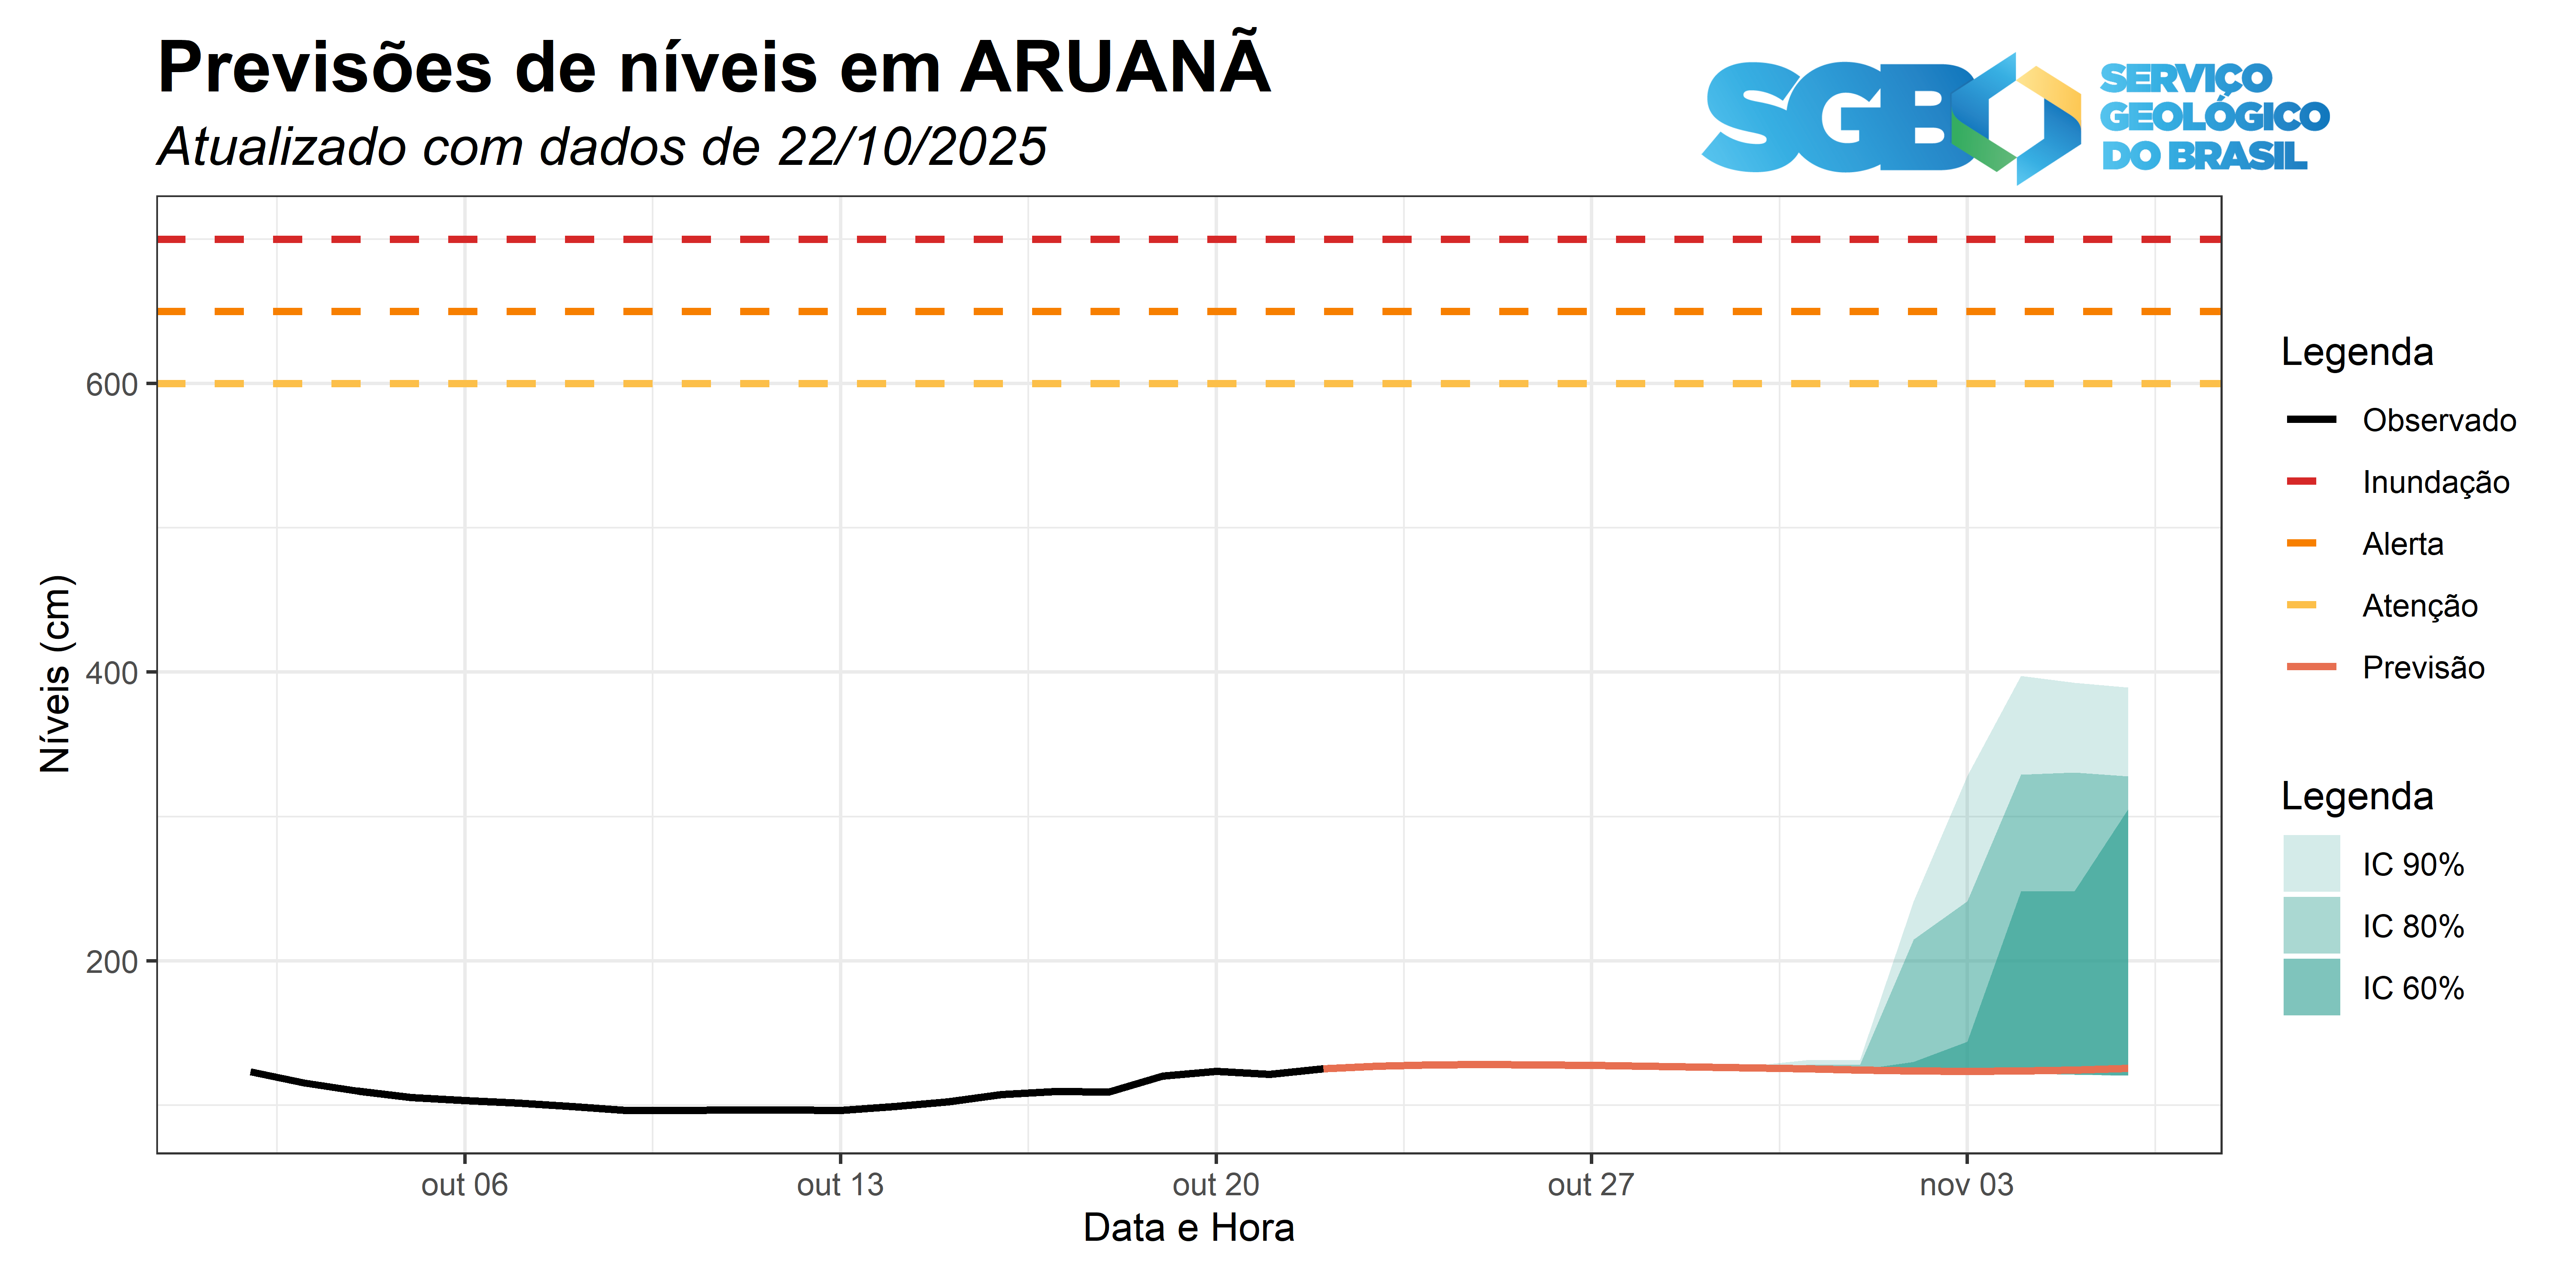 Previsões de níveis em ARUANÃ
Atualizado com dados de 22/10/2025
SGB
SERVIÇO
GEOLÓGICO
DO BRASIL
Níveis (cm)
600
400
200
out 06
out 13
out 20
out 27
nov 03
Data e Hora
Legenda
Observado
Inundação
Alerta
Atenção
Previsão
Legenda
IC 90%
IC 80%
IC 60%